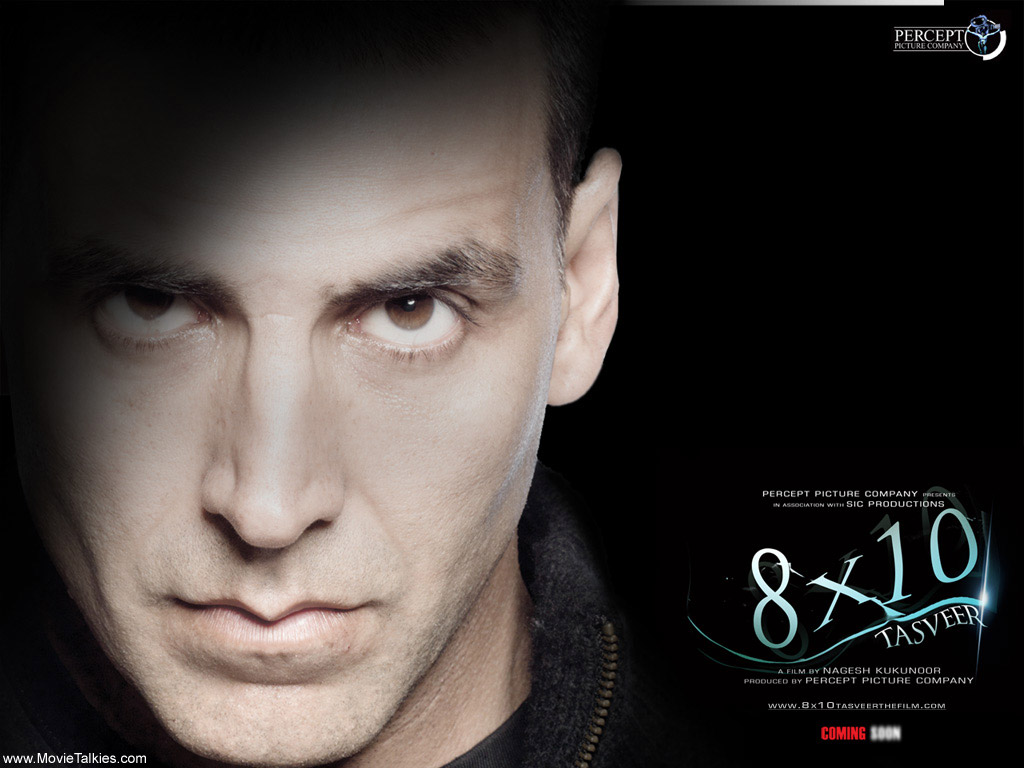 PERCEPT
PICTURE COMPANY
PERCEPT PICTURE COMPANY PRESENTS
IN ASSOCIATION WITH SIC PRODUCTIONS
8x10
TASVEER
A FILM BY NAGESH KUKUNOOR
PRODUCED BY PERCEPT PICTURE COMPANY
WWW.8X10TASVEERTHEFILM.COM
COMING SOON
www.MovieTalkies.com